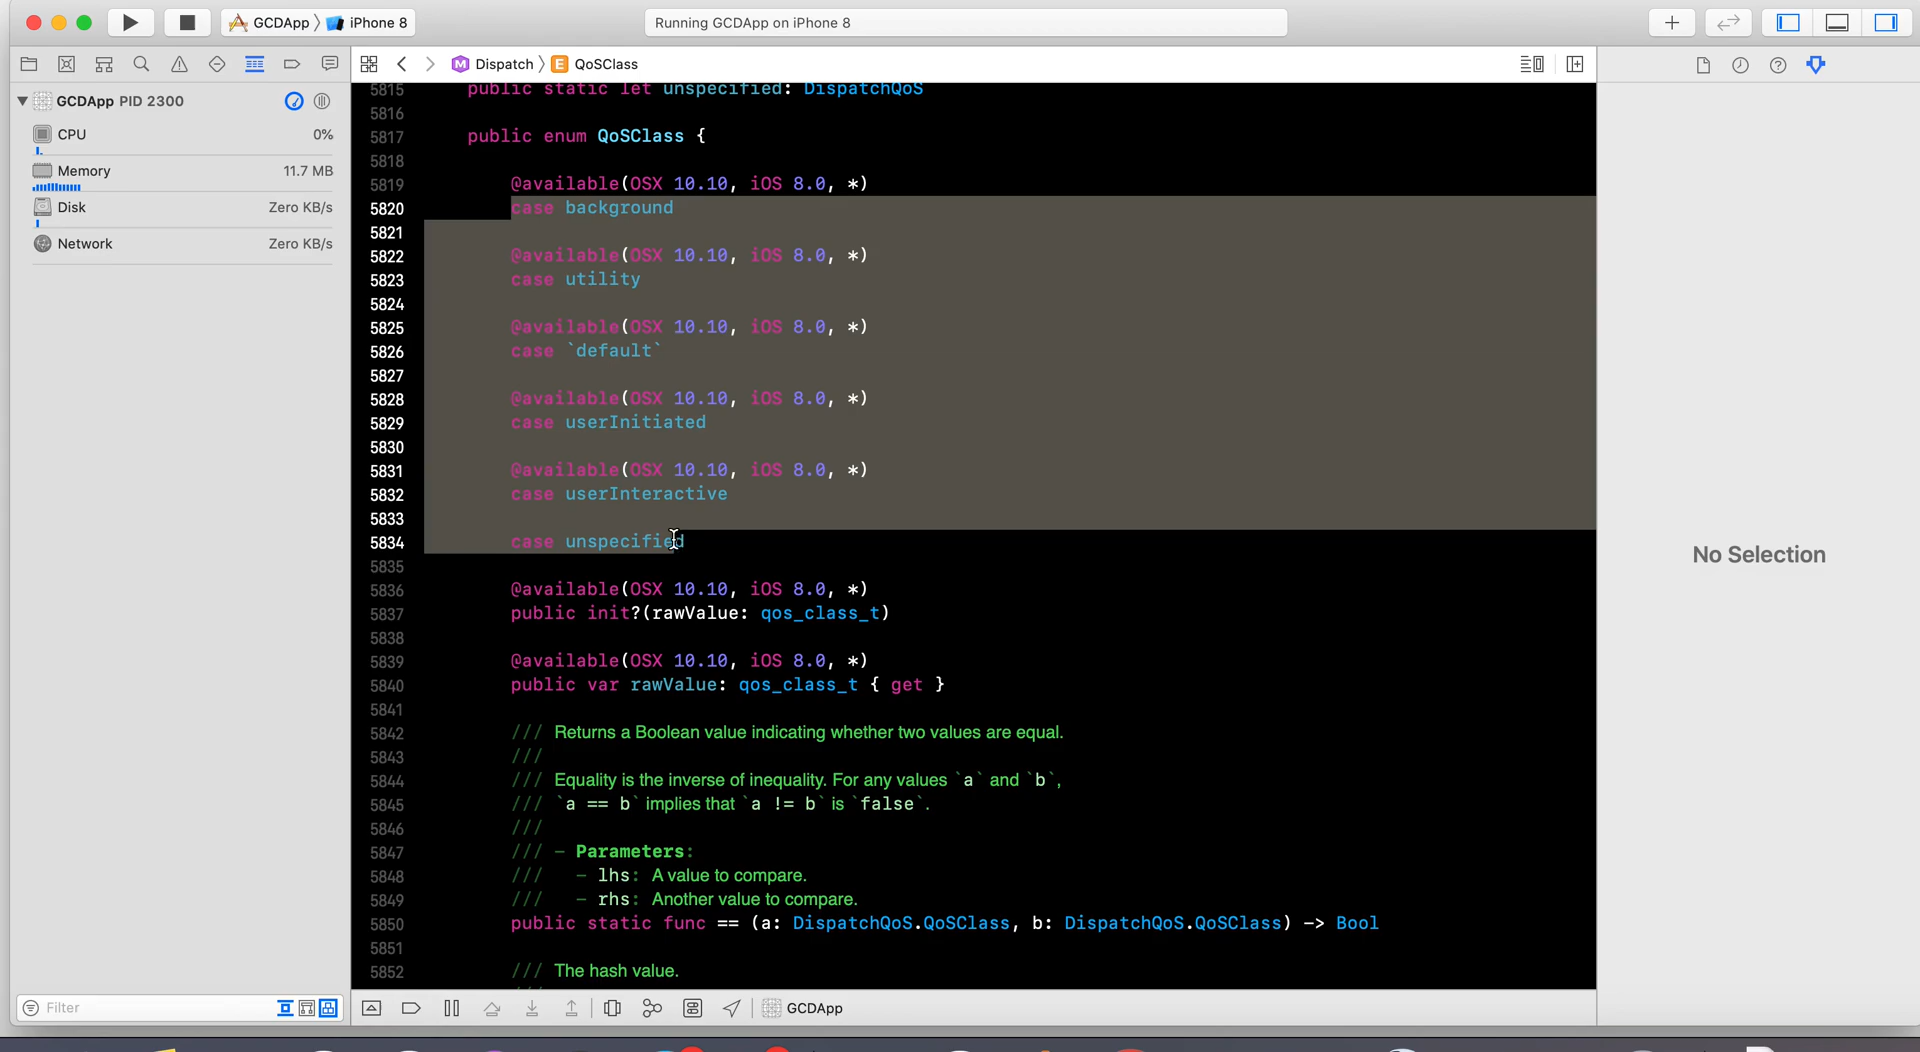 GCDApp 〉 iPhone 8
Running GCDApp on iPhone 8
Dispatch 〉 E QoSClass
GCDApp PID 2300
CPU 0%
Memory 11.7 MB
Disk Zero KB/s
Network Zero KB/s
5815 public static let unspecified: DispatchQoS
5816
5817 public enum QoSClass {
5818
5819 @available(OSX 10.10, iOS 8.0, *)
5820 case background
5821
5822 @available(OSX 10.10, iOS 8.0, *)
5823 case utility
5824
5825 @available(OSX 10.10, iOS 8.0, *)
5826 case `default`
5827
5828 @available(OSX 10.10, iOS 8.0, *)
5829 case userInitiated
5830
5831 @available(OSX 10.10, iOS 8.0, *)
5832 case userInteractive
5833
5834 case unspecified
5835
5836 @available(OSX 10.10, iOS 8.0, *)
5837 public init?(rawValue: qos_class_t)
5838
5839 @available(OSX 10.10, iOS 8.0, *)
5840 public var rawValue: qos_class_t { get }
5841
5842 /// Returns a Boolean value indicating whether two values are equal.
5843 ///
5844 /// Equality is the inverse of inequality. For any values `a` and `b`,
5845 /// `a == b` implies that `a != b` is `false`.
5846 ///
5847 /// - Parameters:
5848 /// - lhs: A value to compare.
5849 /// - rhs: Another value to compare.
5850 public static func == (a: DispatchQoS.QoSClass, b: DispatchQoS.QoSClass) -> Bool
5851
5852 /// The hash value.
No Selection
Filter
GCDApp